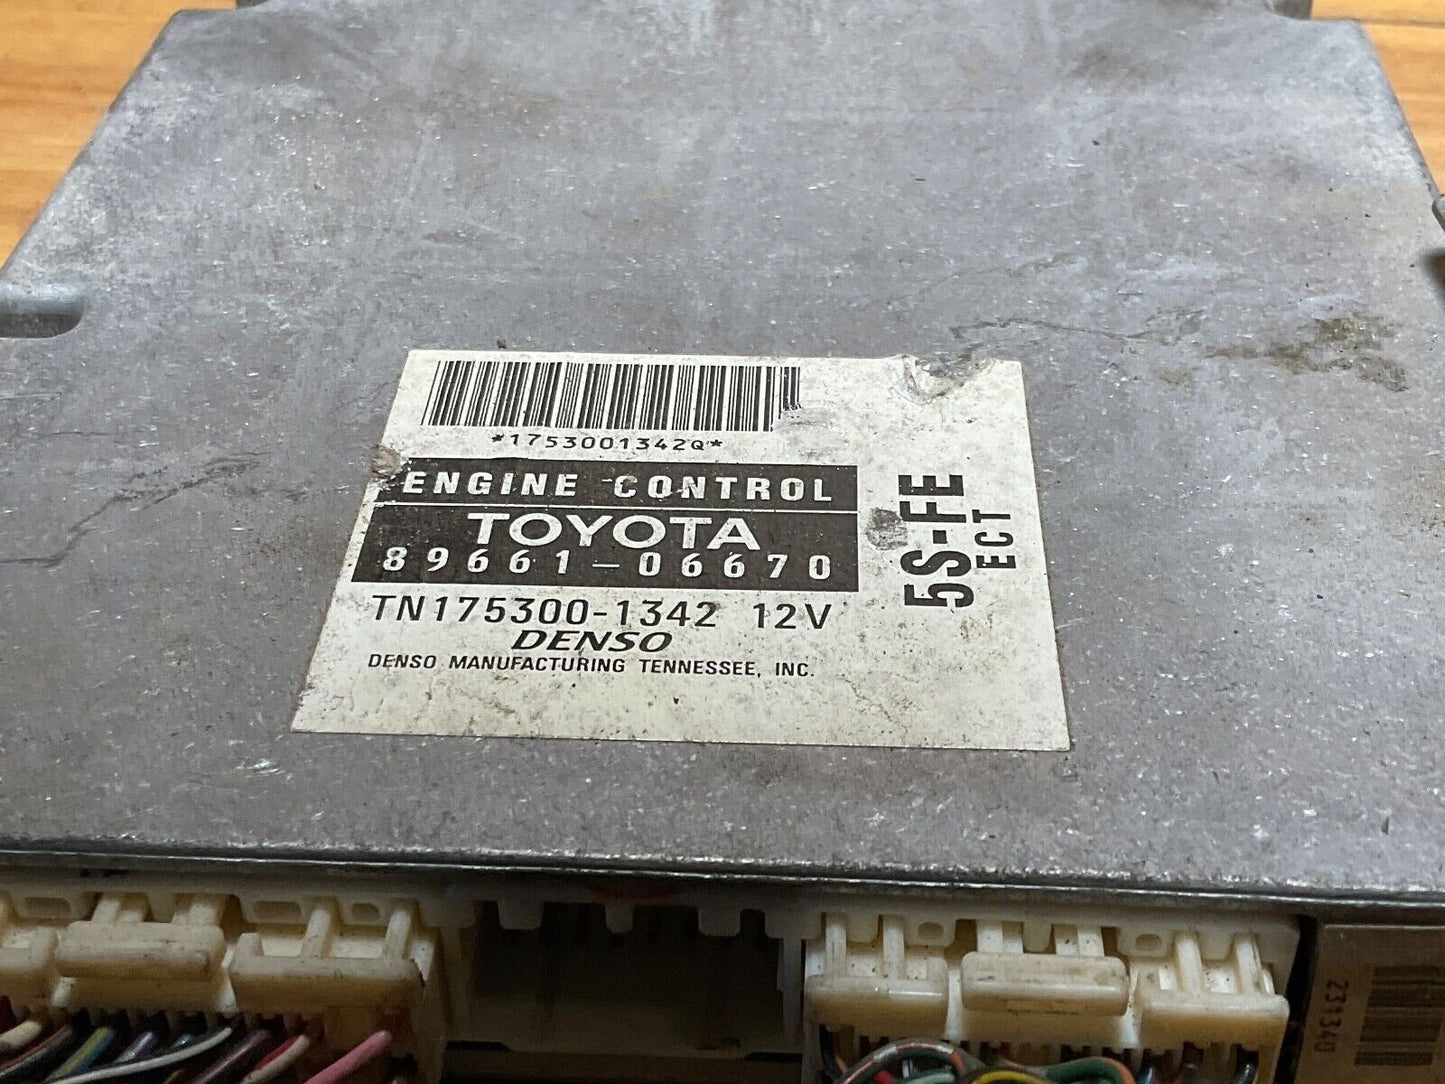 *1753001342Q*
ENGINE CONTROL
TOYOTA
89661-06670
TN175300-1342 12V
DENSO
DENSO MANUFACTURING TENNESSEE, INC.
5S-FE
ECT
231340